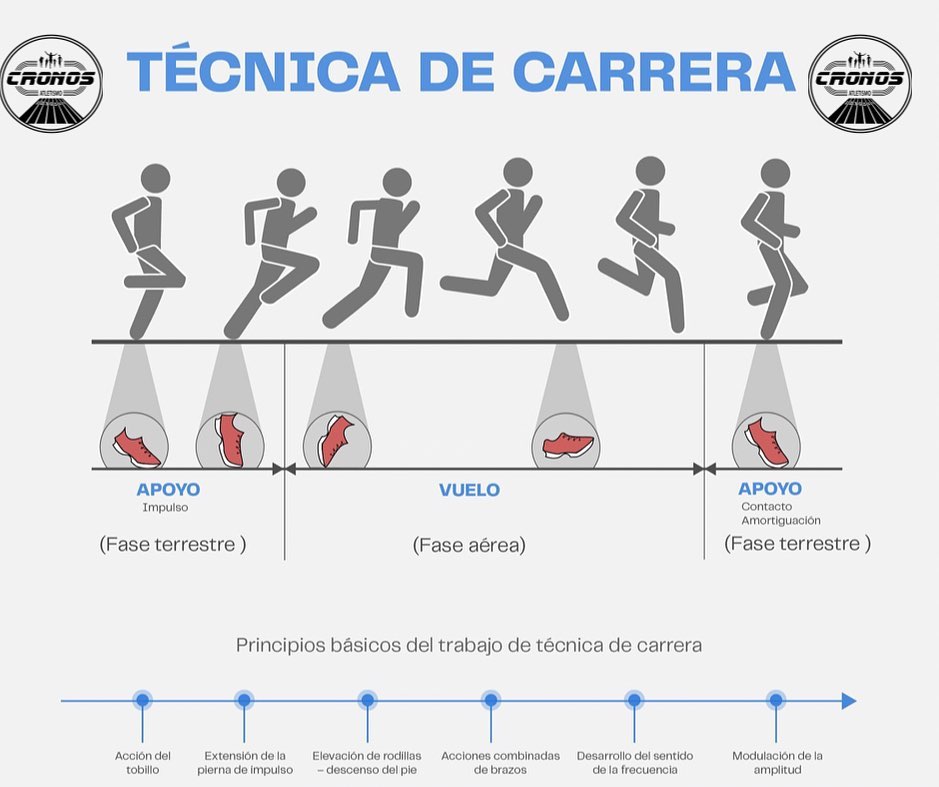 CRONOS
ATLETISMO
TÉCNICA DE CARRERA
CRONOS
ATLETISMO
APOYO
Impulso
(Fase terrestre )
VUELO
(Fase aérea)
APOYO
Contacto
Amortiguación
(Fase terrestre )
Principios básicos del trabajo de técnica de carrera
Acción del
tobillo
Extensión de la
pierna de impulso
Elevación de rodillas
– descenso del pie
Acciones combinadas
de brazos
Desarrollo del sentido
de la frecuencia
Modulación de la
amplitud